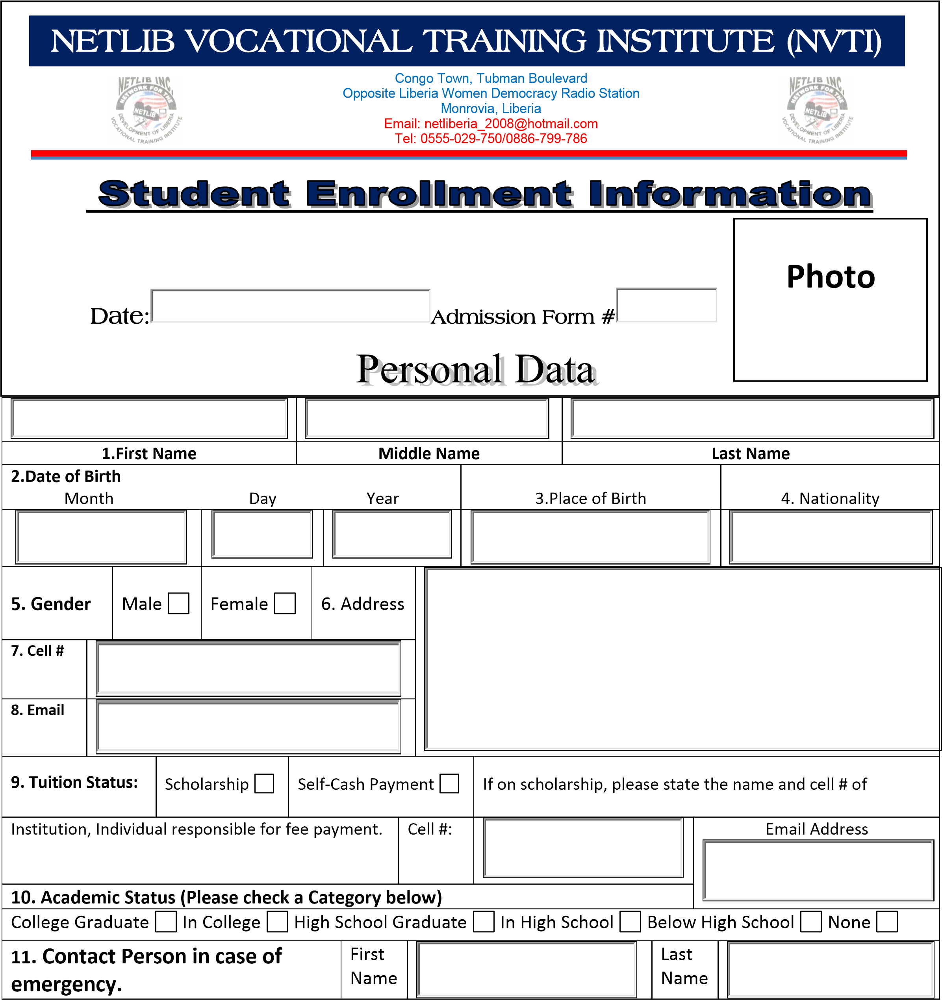 NETLIB VOCATIONAL TRAINING INSTITUTE (NVTI)
NETLIB INC.
NETWORK FOR THE
NETLIB
DEVELOPMENT OF LIBERIA
VOCATIONAL TRAINING INSTITUTE
Congo Town, Tubman Boulevard
Opposite Liberia Women Democracy Radio Station
Monrovia, Liberia
Email: netliberia_2008@hotmail.com
Tel: 0555-029-750/0886-799-786
NETLIB INC.
NETWORK FOR THE
NETLIB
DEVELOPMENT OF LIBERIA
VOCATIONAL TRAINING INSTITUTE
Student Enrollment Information
Photo
Date: Admission Form #
Personal Data
1.First Name Middle Name Last Name
2.Date of Birth
Month Day Year 3.Place of Birth 4. Nationality
5. Gender Male Female 6. Address
7. Cell #
8. Email
9. Tuition Status: Scholarship Self-Cash Payment If on scholarship, please state the name and cell # of
Institution, Individual responsible for fee payment. Cell #: Email Address
10. Academic Status (Please check a Category below)
College Graduate In College High School Graduate In High School Below High School None
11. Contact Person in case of emergency. First Name Last Name